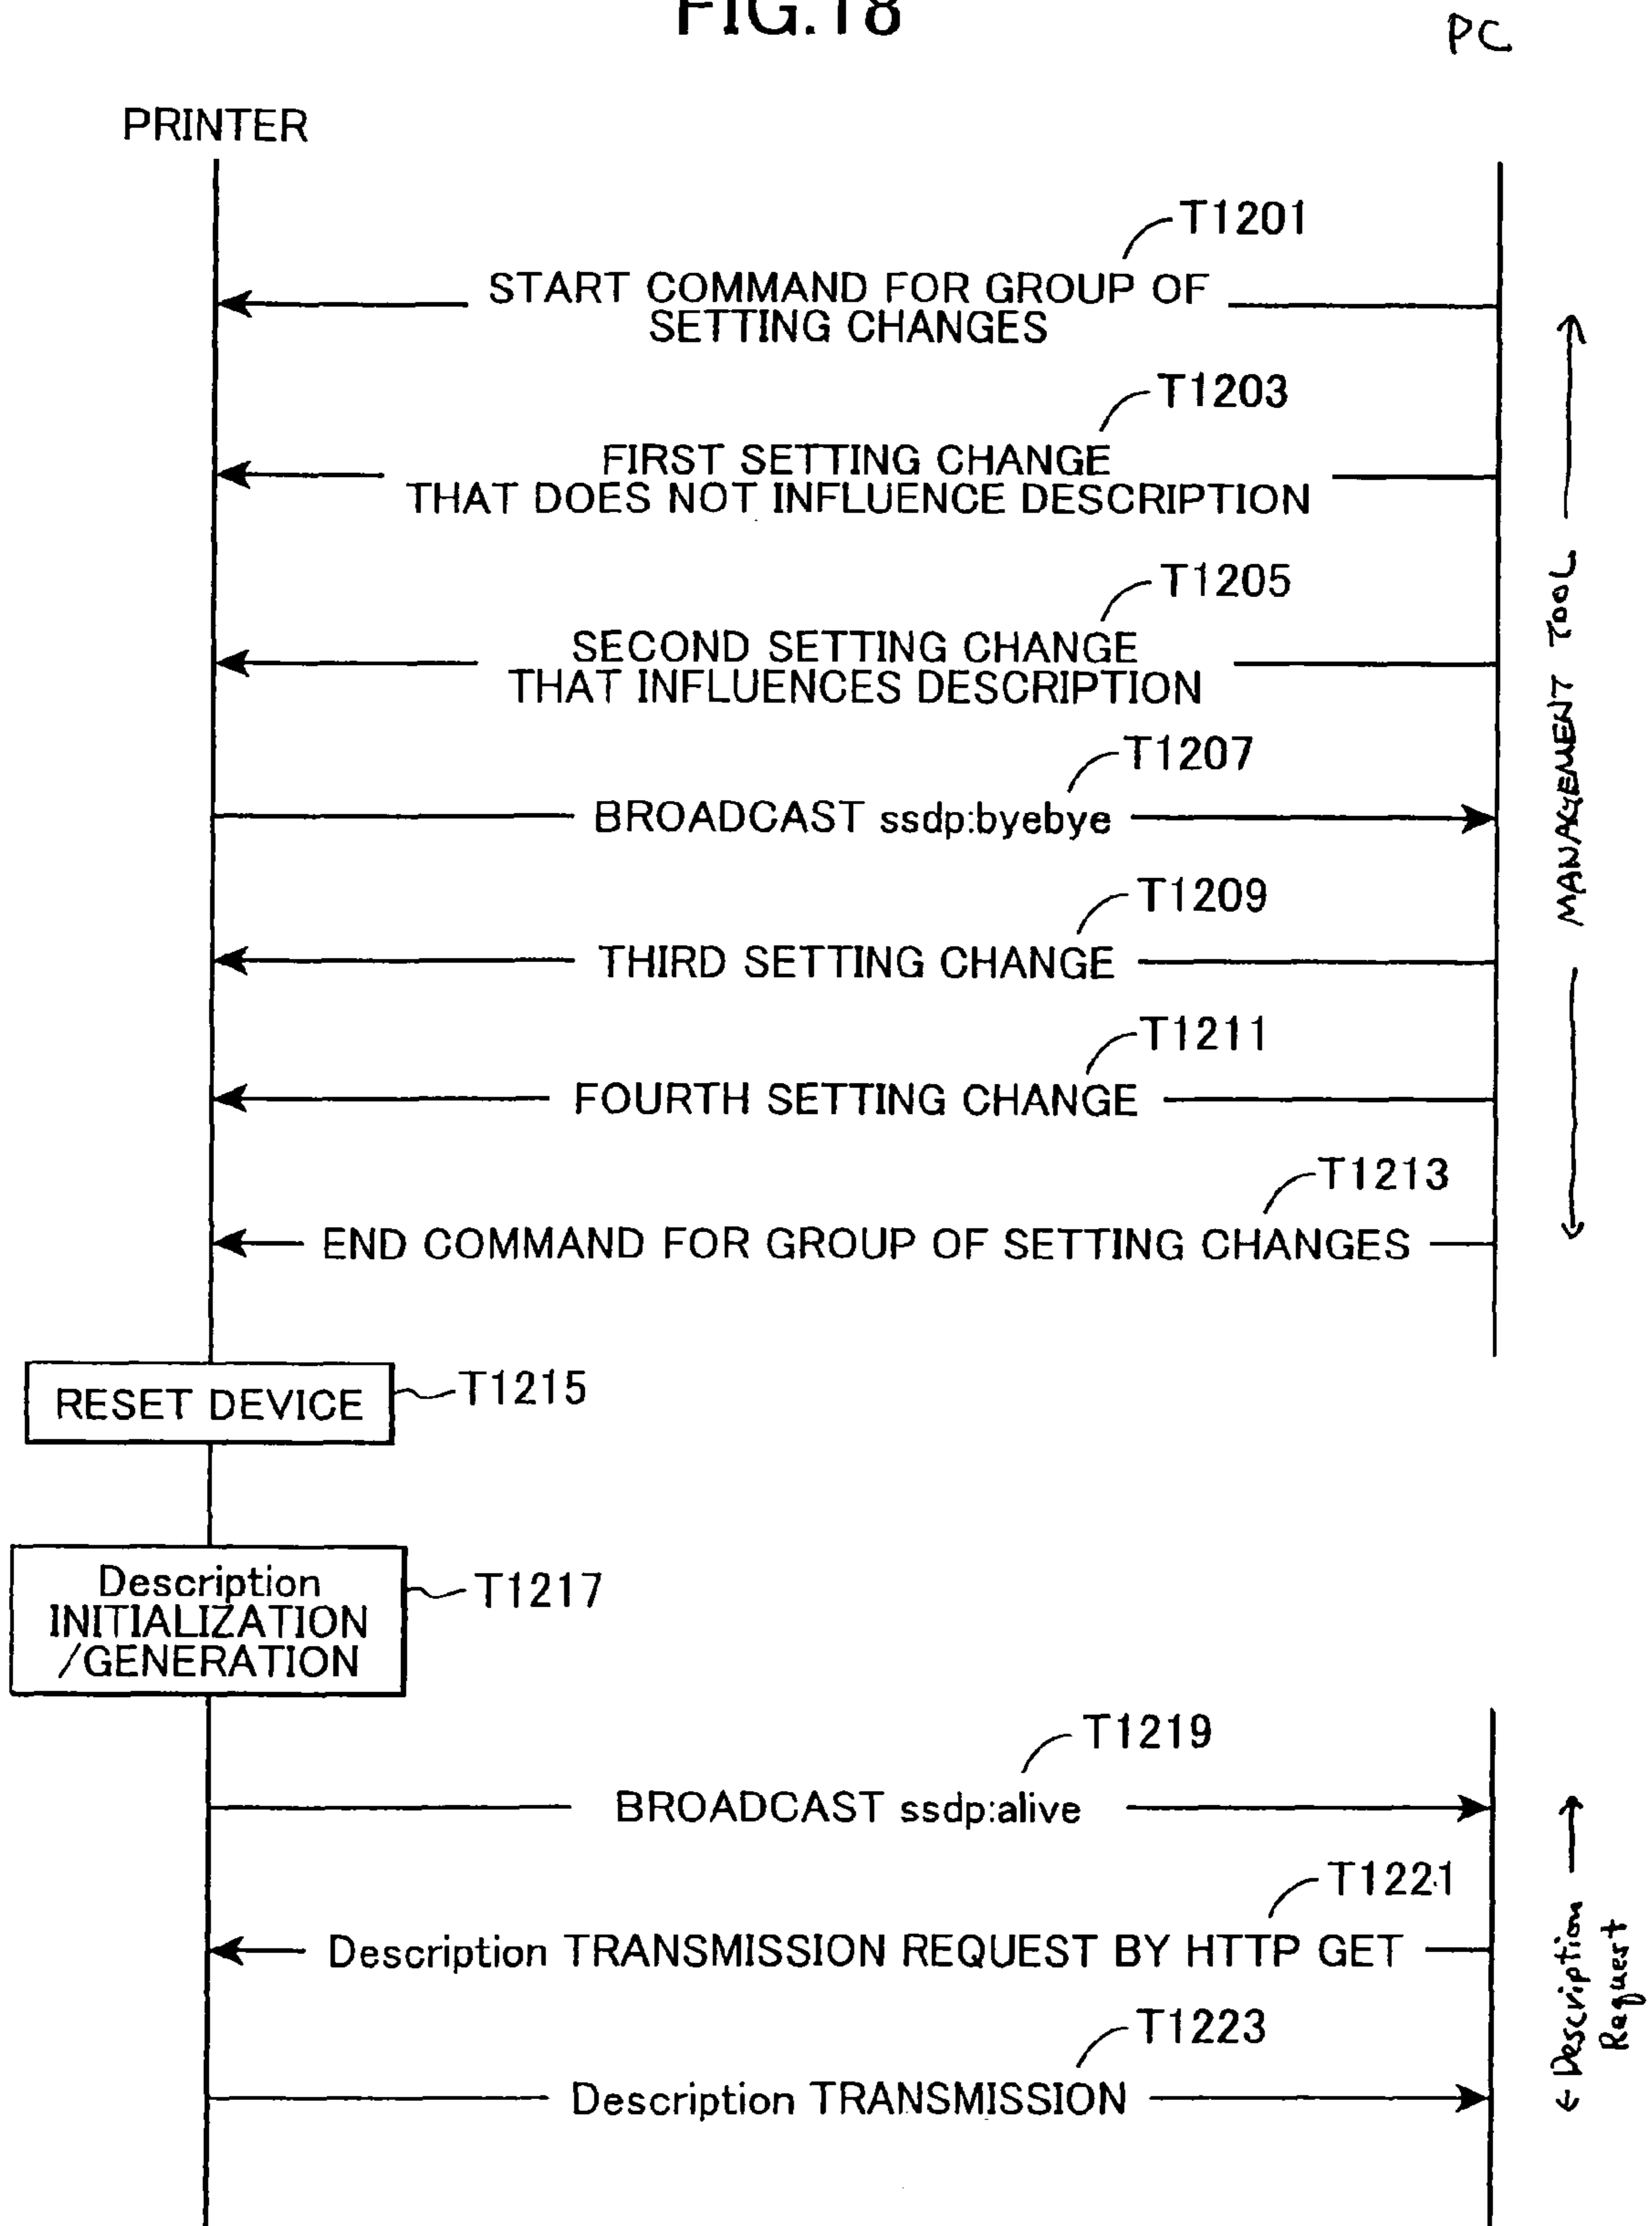 FIG.18
PC
PRINTER
T1201
START COMMAND FOR GROUP OF
SETTING CHANGES
T1203
FIRST SETTING CHANGE
THAT DOES NOT INFLUENCE DESCRIPTION
T1205
SECOND SETTING CHANGE
THAT INFLUENCES DESCRIPTION
T1207
BROADCAST ssdp:byebye
T1209
THIRD SETTING CHANGE
T1211
FOURTH SETTING CHANGE
T1213
END COMMAND FOR GROUP OF SETTING CHANGES
MANAGEMENT TOOL
RESET DEVICE
T1215
Description
INITIALIZATION
/GENERATION
T1217
T1219
BROADCAST ssdp:alive
T1221
Description TRANSMISSION REQUEST BY HTTP GET
T1223
Description TRANSMISSION
Description
Request